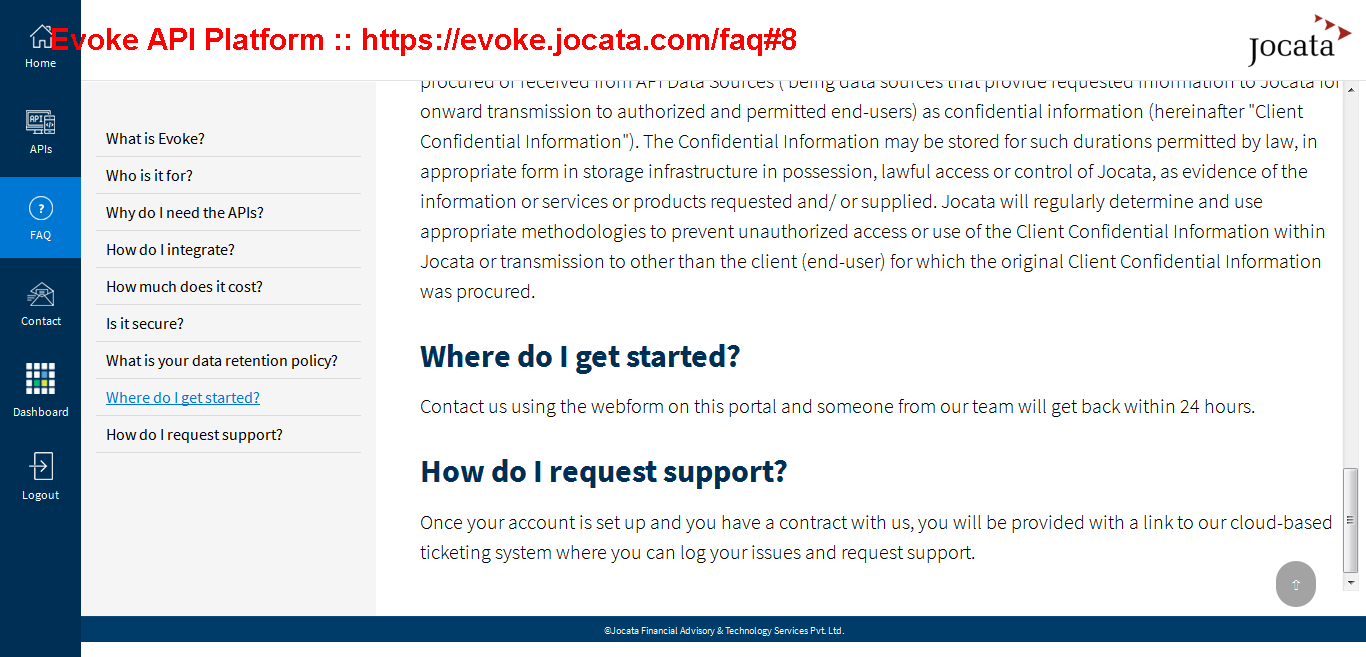 Evoke API Platform :: https://evoke.jocata.com/faq#8
Jocata
Home
APIs
FAQ
Contact
Dashboard
Logout
What is Evoke?
Who is it for?
Why do I need the APIs?
How do I integrate?
How much does it cost?
Is it secure?
What is your data retention policy?
Where do I get started?
How do I request support?
procured or received from API Data Sources ( being data sources that provide requested information to Jocata for
onward transmission to authorized and permitted end-users) as confidential information (hereinafter "Client
Confidential Information"). The Confidential Information may be stored for such durations permitted by law, in
appropriate form in storage infrastructure in possession, lawful access or control of Jocata, as evidence of the
information or services or products requested and/ or supplied. Jocata will regularly determine and use
appropriate methodologies to prevent unauthorized access or use of the Client Confidential Information within
Jocata or transmission to other than the client (end-user) for which the original Client Confidential Information
was procured.
Where do I get started?
Contact us using the webform on this portal and someone from our team will get back within 24 hours.
How do I request support?
Once your account is set up and you have a contract with us, you will be provided with a link to our cloud-based
ticketing system where you can log your issues and request support.
©Jocata Financial Advisory & Technology Services Pvt. Ltd.